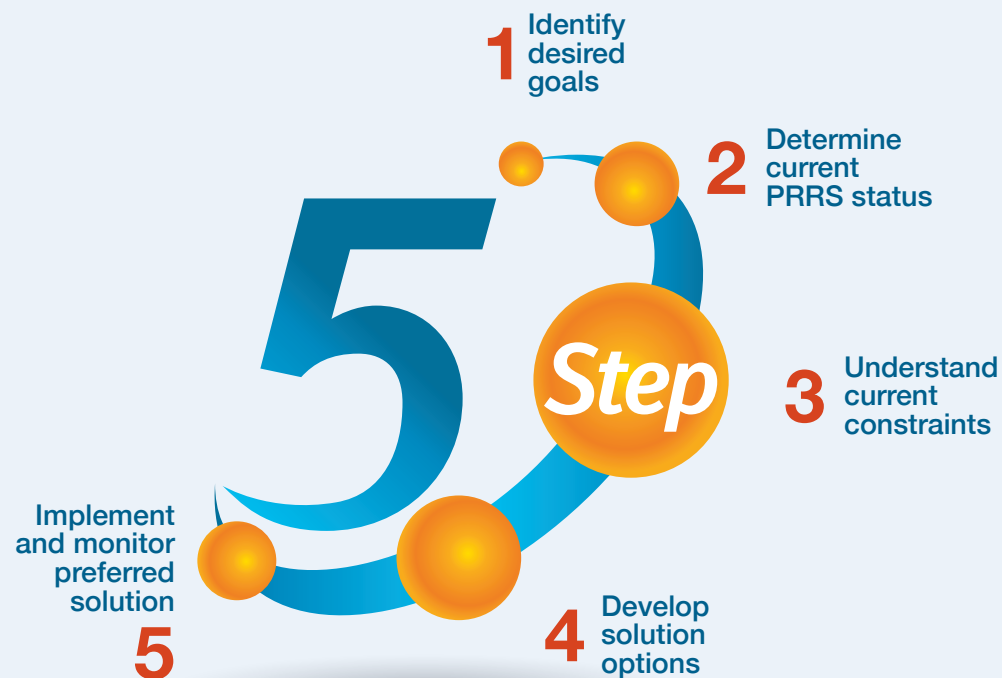 1
Identify
desired
goals
2
Determine
current
PRRS status
5
Step
3
Understand
current
constraints
4
Develop
solution
options
Implement
and monitor
preferred
solution
5